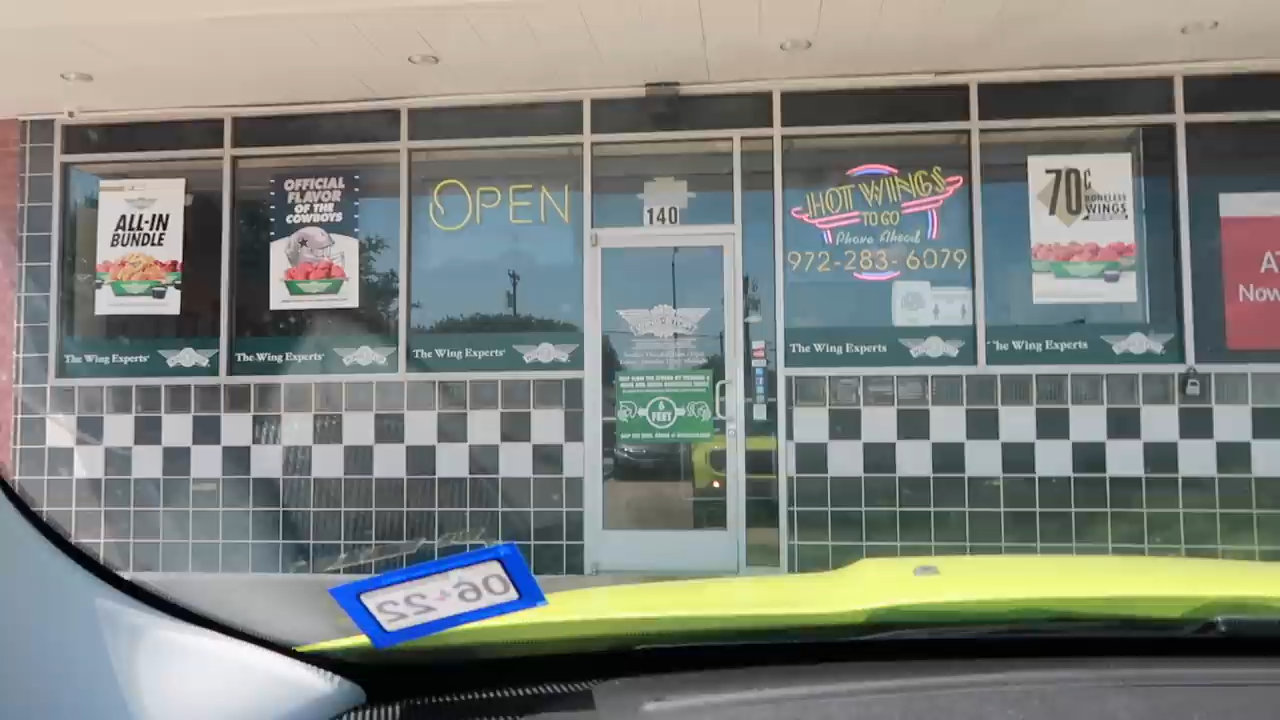 ALL-IN
BUNDLE
OFFICIAL
FLAVOR
OF THE
COWBOYS
OPEN
140
HOT WINGS
TO GO
Phone Ahead
972-283-6079
70¢
BONELESS
WINGS
Now
The Wing Experts
The Wing Experts
The Wing Experts
WINGSTOP
6
FEET
The Wing Experts
The Wing Experts
06 22